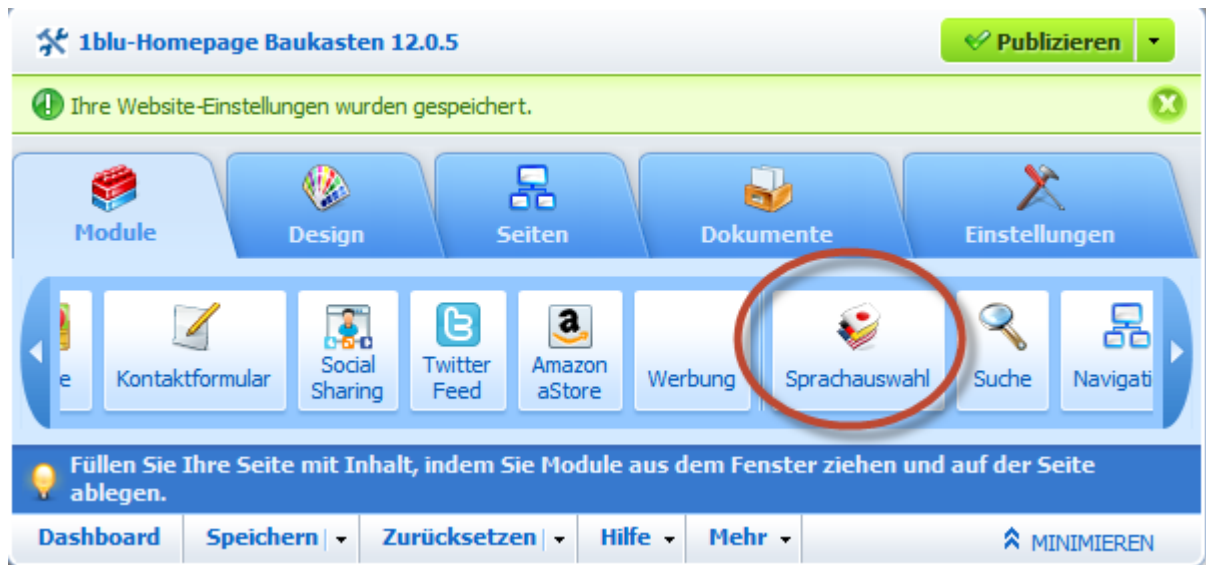 1blu-Homepage Baukasten 12.0.5
Publizieren
Ihre Website-Einstellungen wurden gespeichert.
Module
Design
Seiten
Dokumente
Einstellungen
e
Kontaktformular
Social
Sharing
Twitter
Feed
Amazon
aStore
Werbung
Sprachauswahl
Suche
Navigati
Füllen Sie Ihre Seite mit Inhalt, indem Sie Module aus dem Fenster ziehen und auf der Seite
ablegen.
Dashboard
Speichern
Zurücksetzen
Hilfe
Mehr
MINIMIEREN